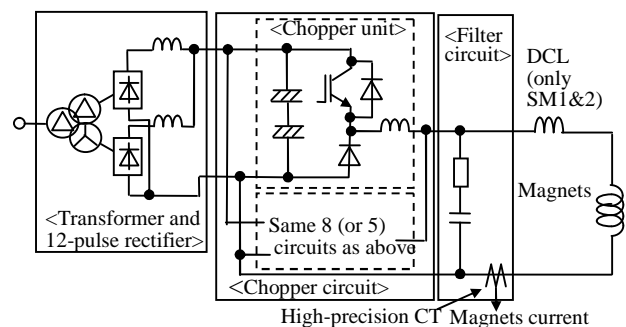 <Transformer and
12-pulse rectifier>
<Chopper unit>
Same 8 (or 5)
circuits as above
<Chopper circuit>
<Filter
circuit>
DCL
(only
SM1&2)
Magnets
High-precision CT
Magnets current